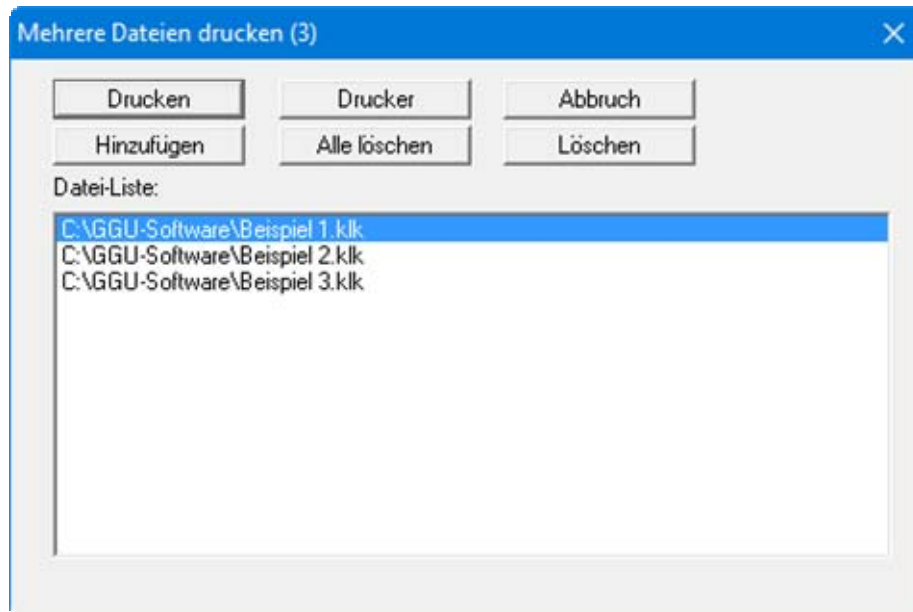 Mehrere Dateien drucken (3)
Drucken Drucker Abbruch
Hinzufügen Alle löschen Löschen
Datei-Liste:
C:\GGU-Software\Beispiel 1.klk
C:\GGU-Software\Beispiel 2.klk
C:\GGU-Software\Beispiel 3.klk